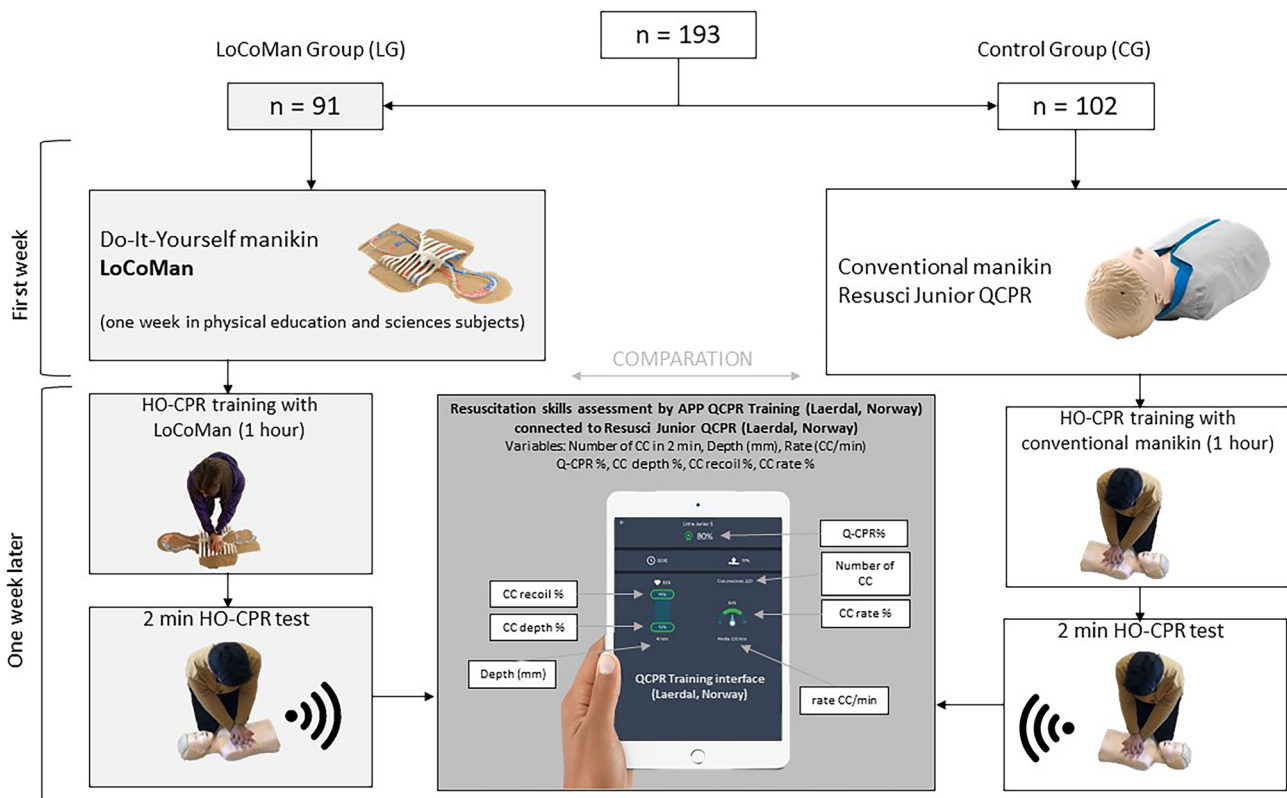 n = 193
LoCoMan Group (LG)
Control Group (CG)
n = 91
n = 102
First week
Do-It-Yourself manikin
LoCoMan
(one week in physical education and sciences subjects)
Conventional manikin
Resusci Junior QCPR
COMPARATION
One week later
HO-CPR training with
LoCoMan (1 hour)
Resuscitation skills assessment by APP QCPR Training (Laerdal, Norway)
connected to Resusci Junior QCPR (Laerdal, Norway)
Variables: Number of CC in 2 min, Depth (mm), Rate (CC/min)
Q-CPR %, CC depth %, CC recoil %, CC rate %
HO-CPR training with
conventional manikin (1 hour)
80%
Q-CPR%
Number of
CC
CC recoil %
CC rate %
CC depth %
Depth (mm)
rate CC/min
QCPR Training interface
(Laerdal, Norway)
2 min HO-CPR test
2 min HO-CPR test